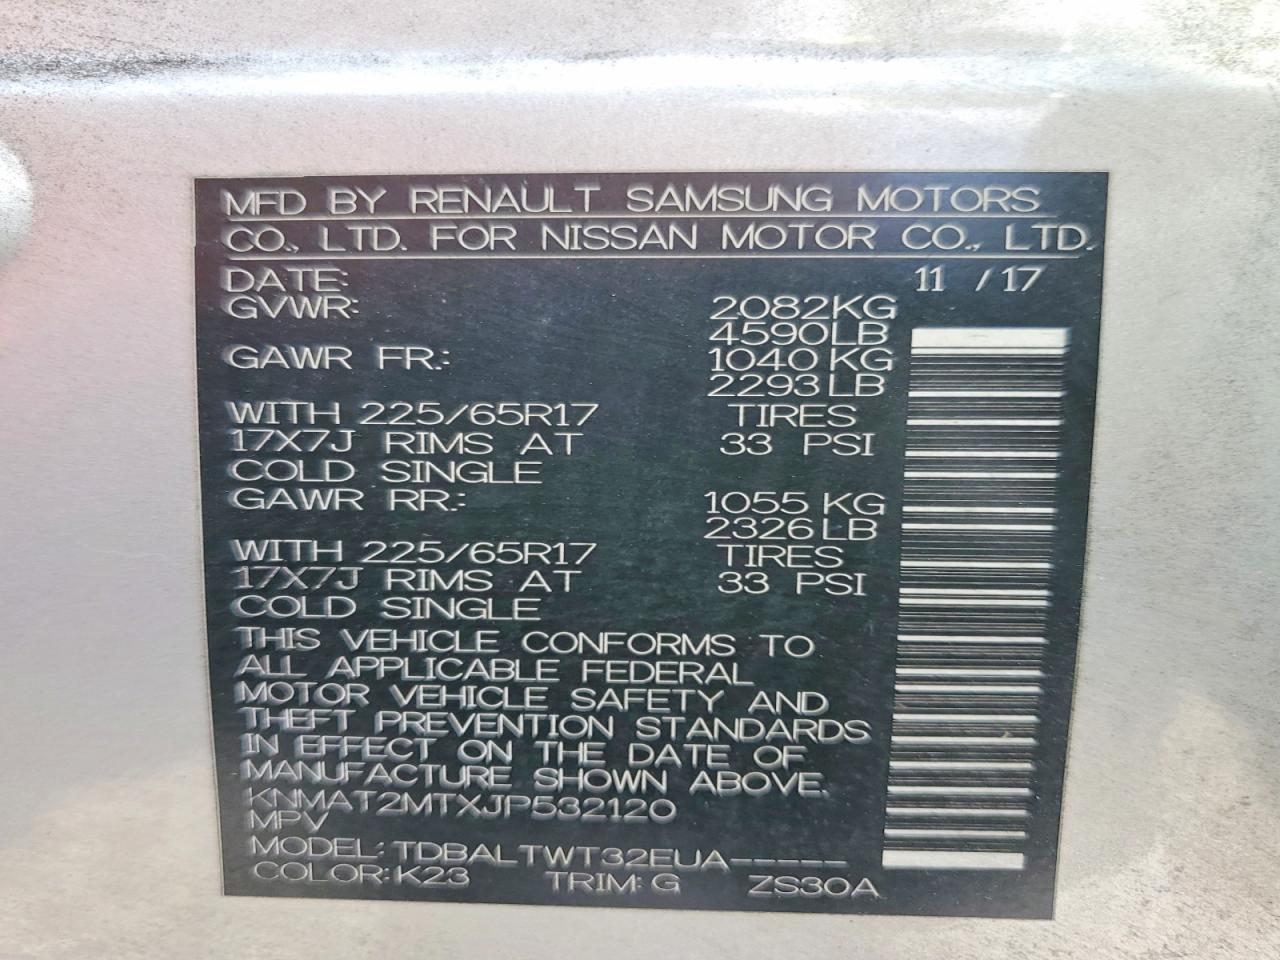 MFD BY RENAULT SAMSUNG MOTORS
CO., LTD. FOR NISSAN MOTOR CO., LTD.
DATE: 11 / 17
GVWR: 2082KG
4590LB
GAWR FR.: 1040 KG
2293LB
WITH 225/65R17 TIRES
17X7J RIMS AT 33 PSI
COLD SINGLE
GAWR RR.: 1055 KG
2326LB
WITH 225/65R17 TIRES
17X7J RIMS AT 33 PSI
COLD SINGLE
THIS VEHICLE CONFORMS TO
ALL APPLICABLE FEDERAL
MOTOR VEHICLE SAFETY AND
THEFT PREVENTION STANDARDS
IN EFFECT ON THE DATE OF
MANUFACTURE SHOWN ABOVE.
KNMAT2MTXJP532120
MPV
MODEL: TDBALTWT32EUA-----
COLOR: K23 TRIM: G ZS30A